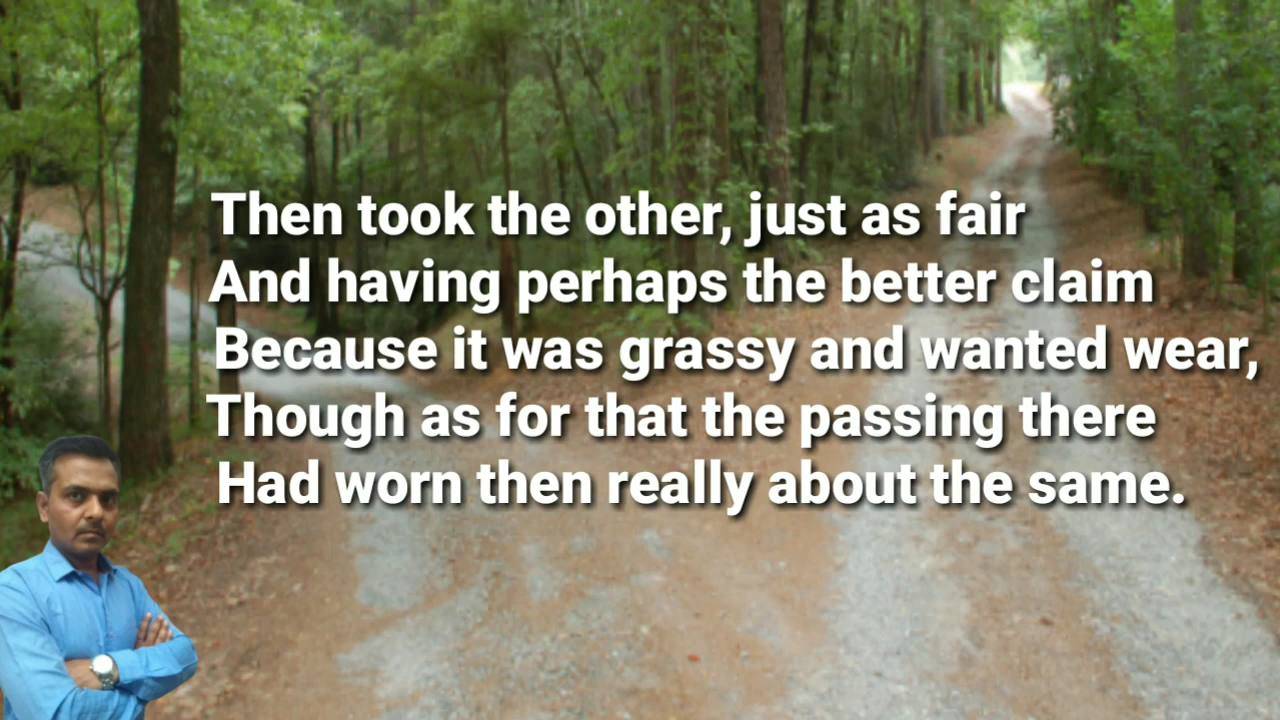 Then took the other, just as fair
And having perhaps the better claim
Because it was grassy and wanted wear,
Though as for that the passing there
Had worn then really about the same.